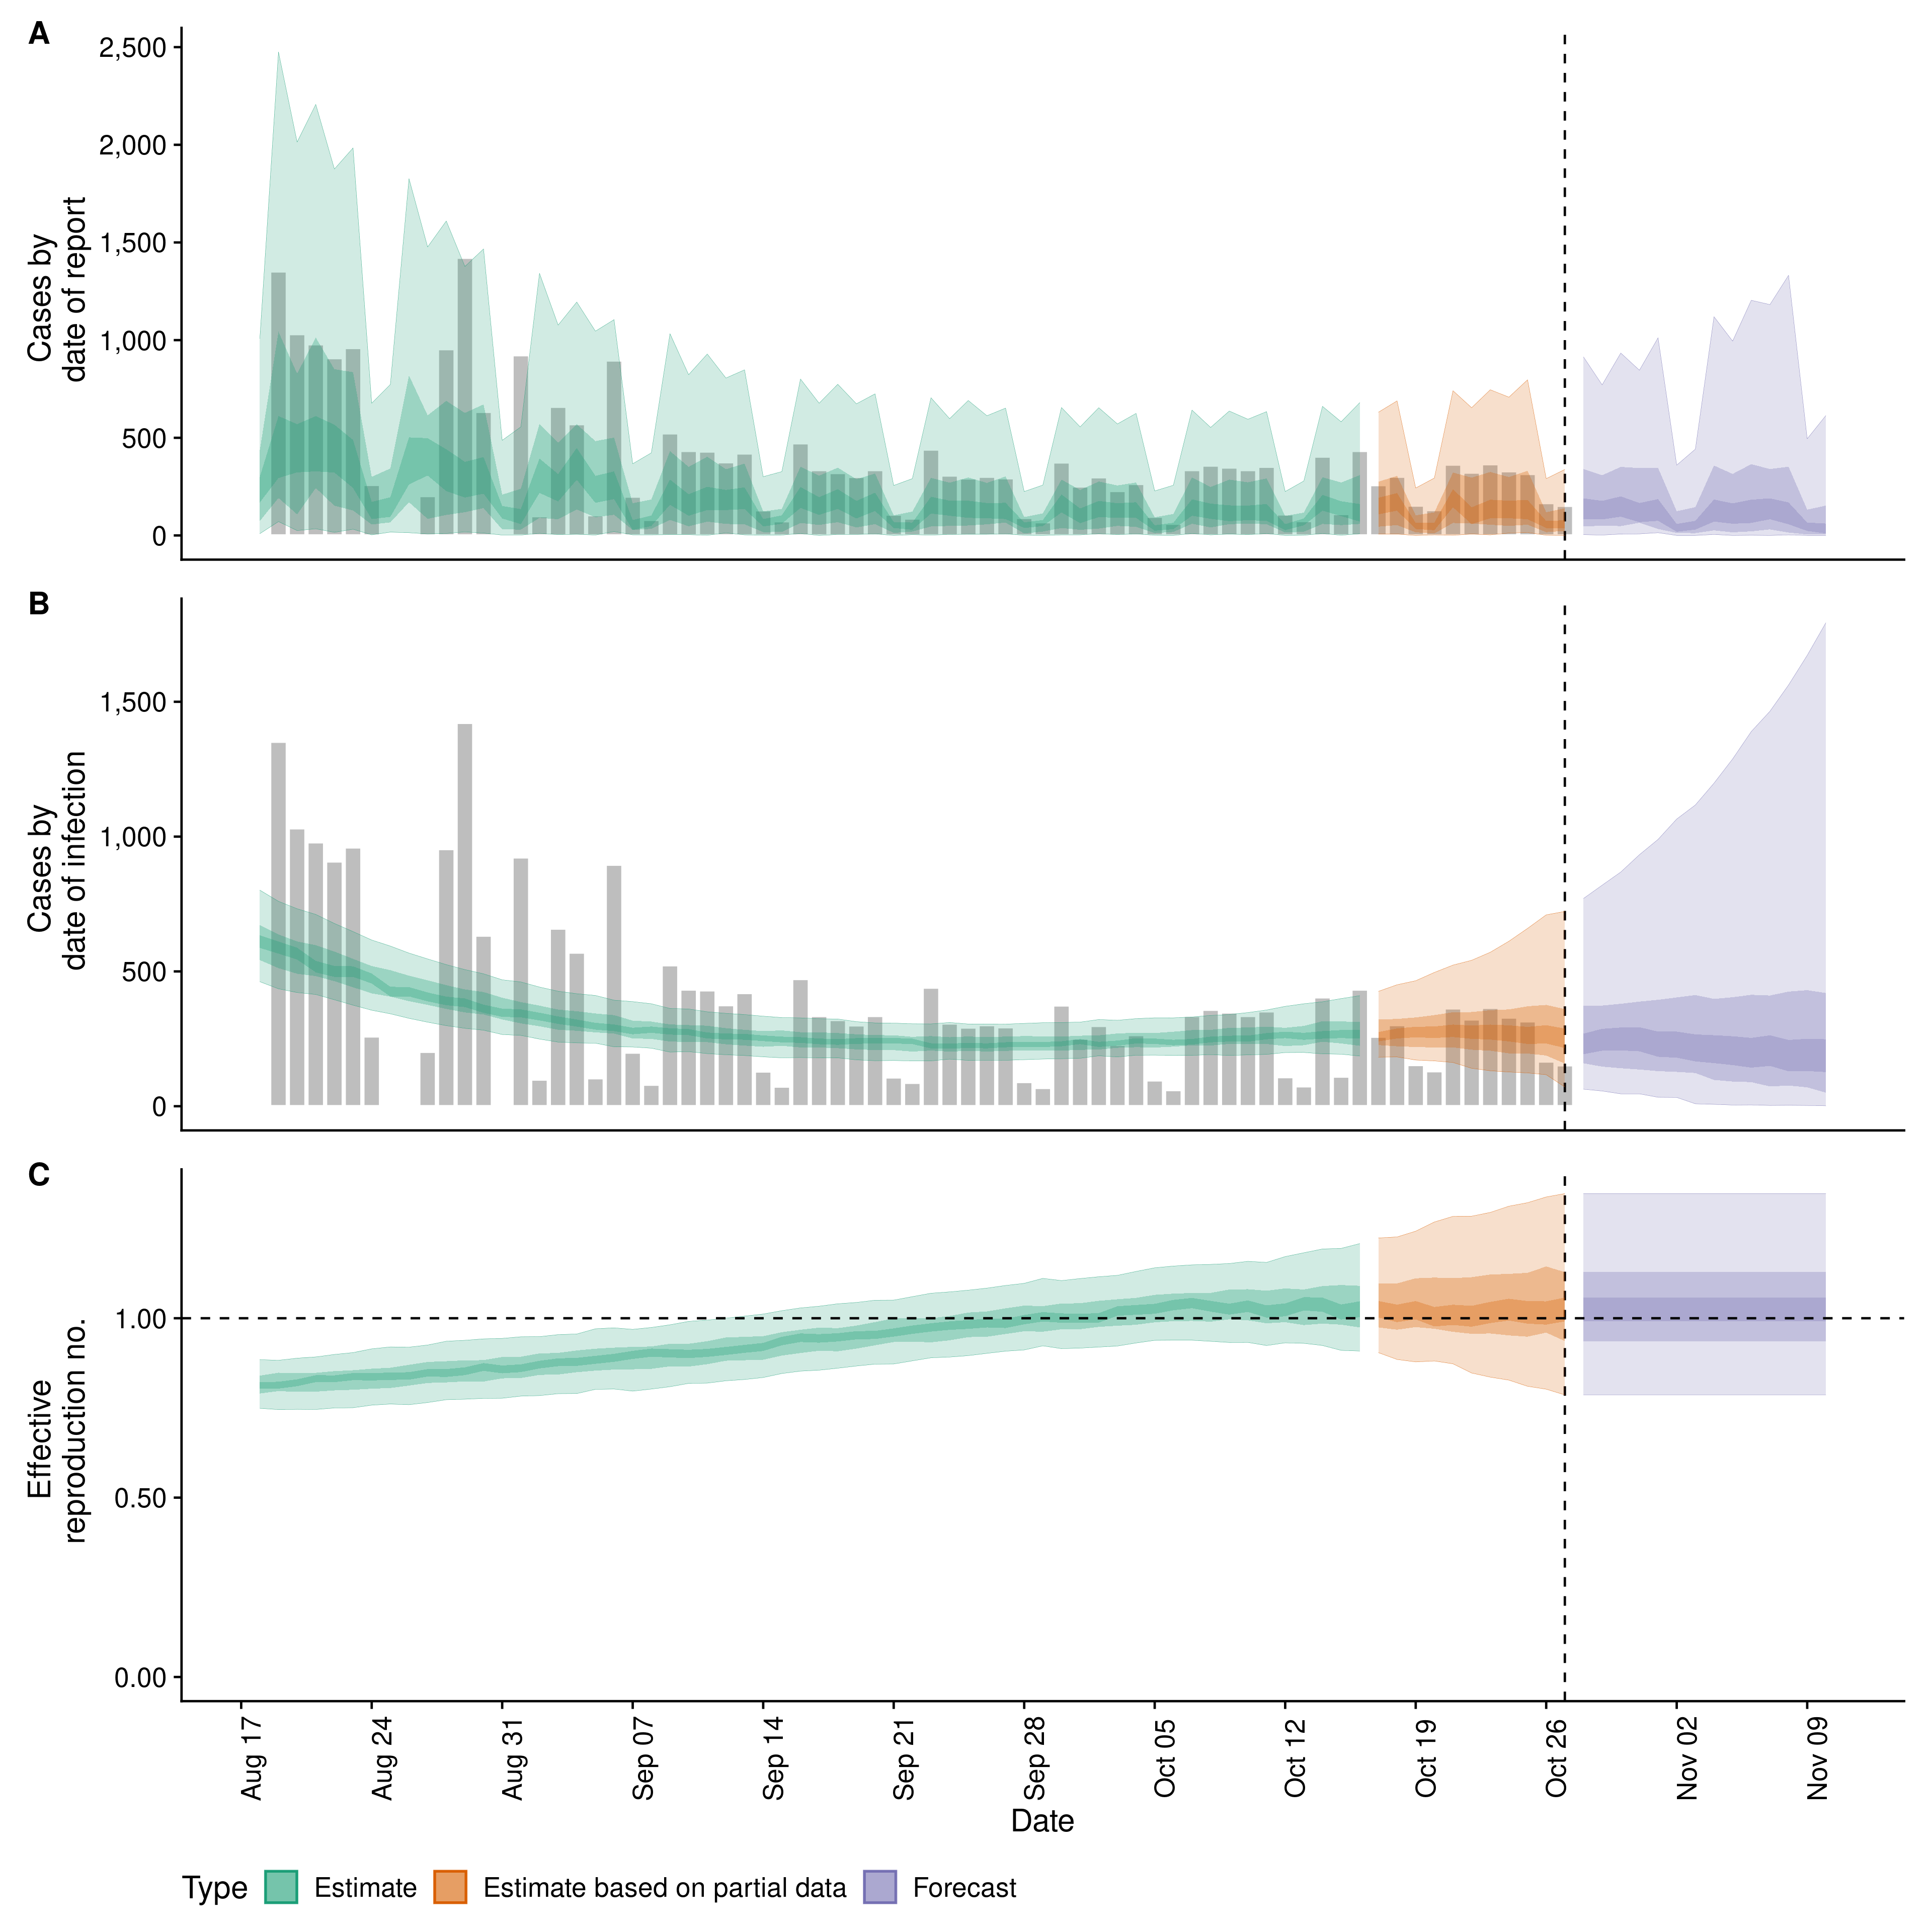 A
2,500
2,000
1,500
1,000
500
0
Cases by
date of report
B
1,500
1,000
500
0
Cases by
date of infection
C
1.00
0.50
0.00
Effective
reproduction no.
Aug 17
Aug 24
Aug 31
Sep 07
Sep 14
Sep 21
Sep 28
Oct 05
Oct 12
Oct 19
Oct 26
Nov 02
Nov 09
Date
Type Estimate Estimate based on partial data Forecast